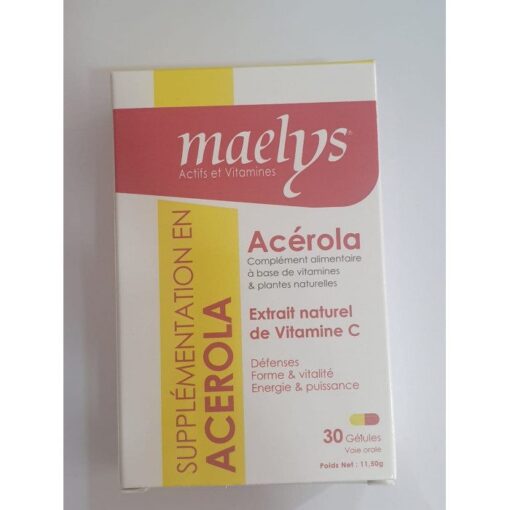 maelys®
Actifs et Vitamines
SUPPLÉMENTATION EN
ACEROLA
Acérola
Complément alimentaire
à base de vitamines
& plantes naturelles
Extrait naturel
de Vitamine C
Défenses
Forme & vitalité
Energie & puissance
30 Gélules
Voie orale
Poids Net : 11,50g